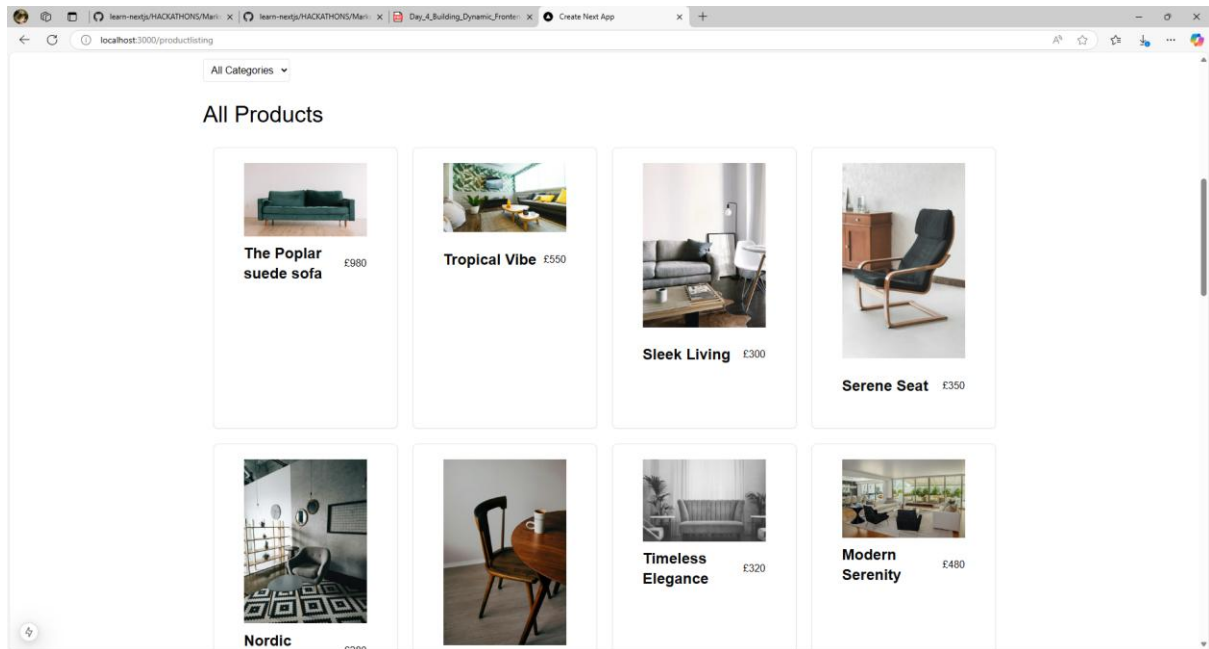 learn-nextjs/HACKATHONS/Mark
learn-nextjs/HACKATHONS/Mark
Day_4_Building_Dynamic_Fronten
Create Next App
localhost:3000/productlisting
All Categories
All Products
The Poplar
suede sofa
£980
Tropical Vibe £550
Sleek Living £300
Serene Seat £350
Nordic
Timeless
Elegance
£320
Modern
Serenity
£480